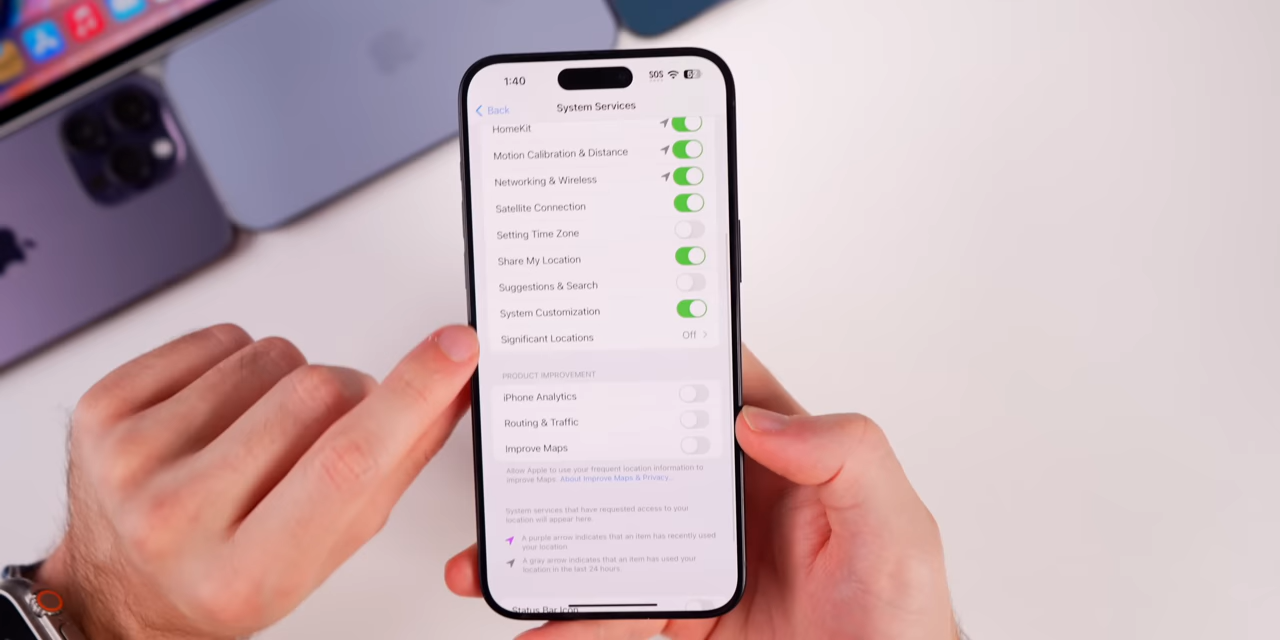 1:40
SOS
Back
System Services
HomeKit
Motion Calibration & Distance
Networking & Wireless
Satellite Connection
Setting Time Zone
Share My Location
Suggestions & Search
System Customization
Significant Locations
Off
PRODUCT IMPROVEMENT
iPhone Analytics
Routing & Traffic
Improve Maps
Allow Apple to use your frequent location information to
improve Maps. About Improve Maps & Privacy...
System services that have requested access to your
location will appear here.
A purple arrow indicates that an item has recently used
your location.
A gray arrow indicates that an item has used your
location in the last 24 hours.
Status Bar Icon